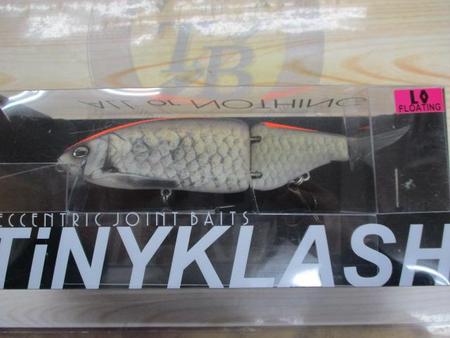 ALL or NOTHING
LO
FLOATING
ECCENTRIC JOINT BAITS
TiNYKLASH